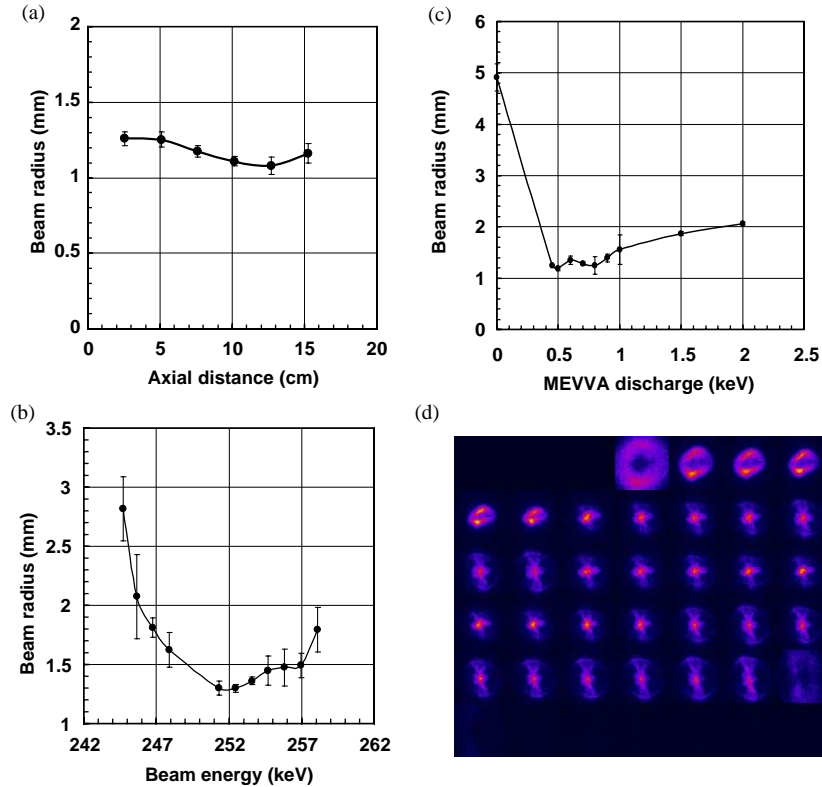 (a)
2
1.5
1
0.5
0
0 5 10 15 20
Beam radius (mm)
Axial distance (cm)
(c)
6
5
4
3
2
1
0
0 0.5 1 1.5 2 2.5
Beam radius (mm)
MEVVA discharge (keV)
(b)
3.5
3
2.5
2
1.5
1
242 247 252 257 262
Beam radius (mm)
Beam energy (keV)
(d)